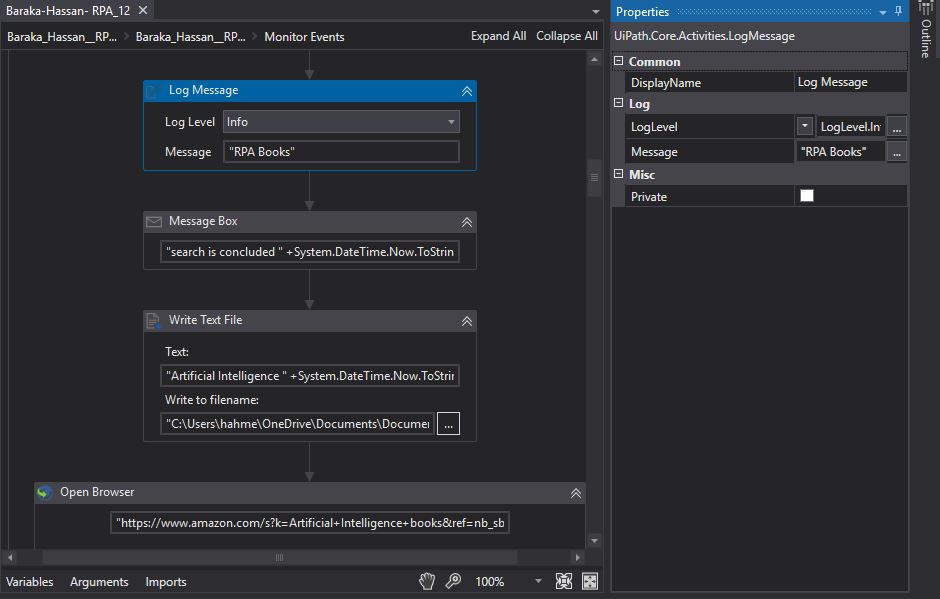 Baraka-Hassan- RPA_12
Baraka_Hassan__RP... > Baraka_Hassan__RP... > Monitor Events
Expand All Collapse All
Log Message
Log Level Info
Message "RPA Books"
Message Box
"search is concluded " +System.DateTime.Now.ToStrin
Write Text File
Text:
"Artificial Intelligence " +System.DateTime.Now.ToStrir
Write to filename:
"C:\Users\hahme\OneDrive\Documents\Documer
...
Open Browser
"https://www.amazon.com/s?k=Artificial+Intelligence+books&ref=nb_sb
Variables Arguments Imports 100%
Properties
UiPath.Core.Activities.LogMessage
Common
DisplayName Log Message
Log
LogLevel LogLevel.In ...
Message "RPA Books" ...
Misc
Private
Outline